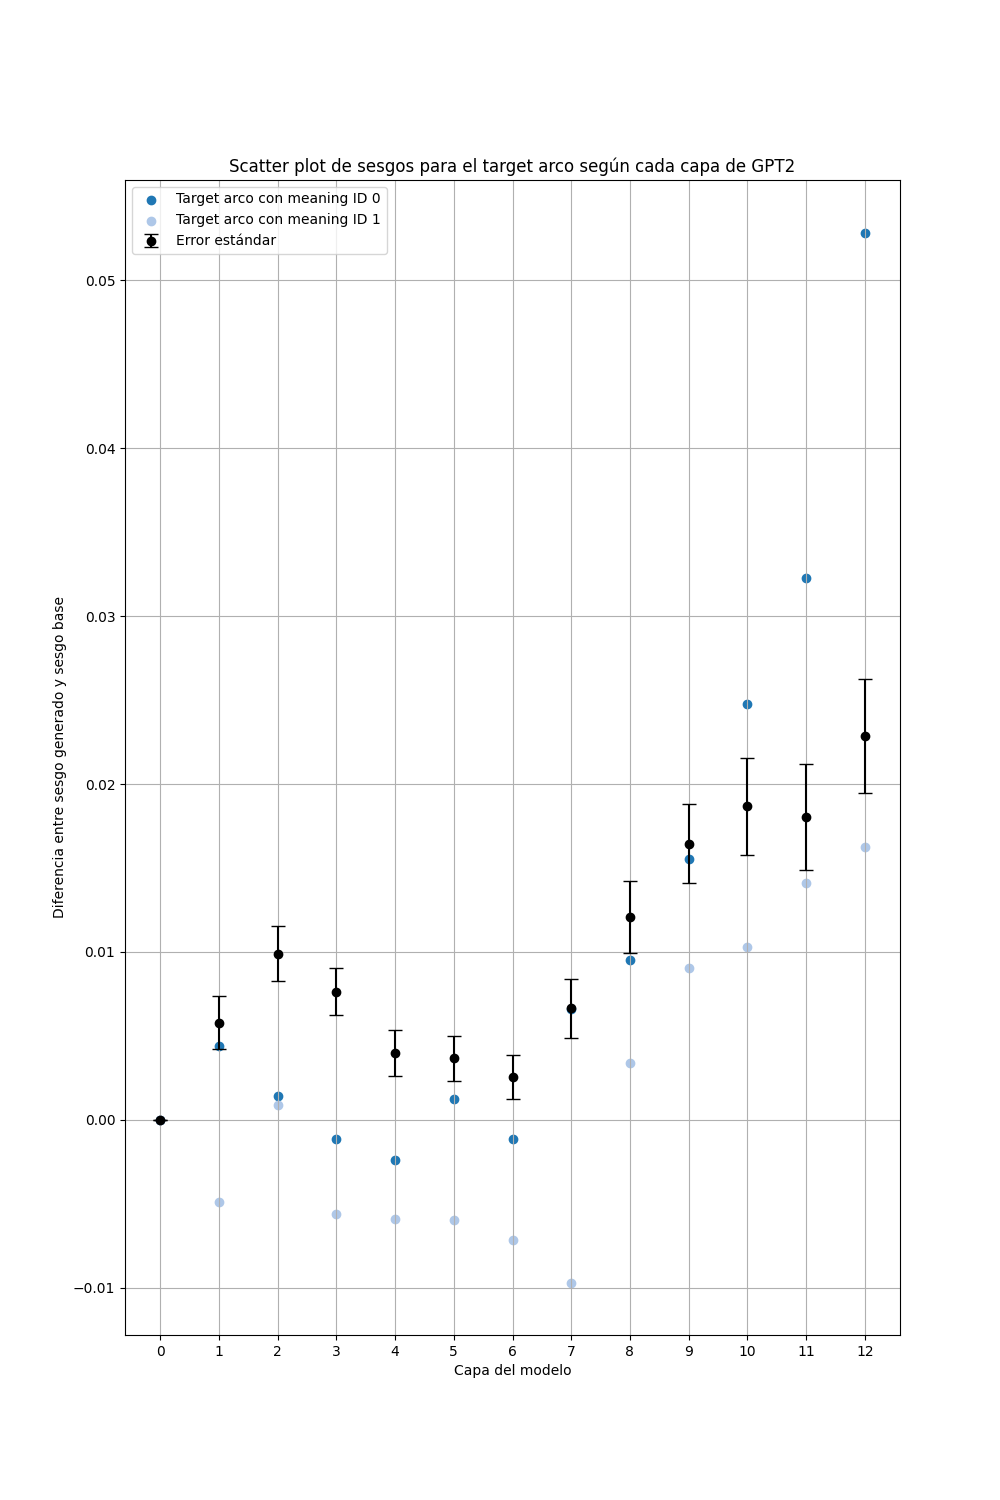 Scatter plot de sesgos para el target arco según cada capa de GPT2
Target arco con meaning ID 0
Target arco con meaning ID 1
Error estándar
0.05
0.04
0.03
0.02
0.01
0.00
−0.01
Diferencia entre sesgo generado y sesgo base
0 1 2 3 4 5 6 7 8 9 10 11 12
Capa del modelo